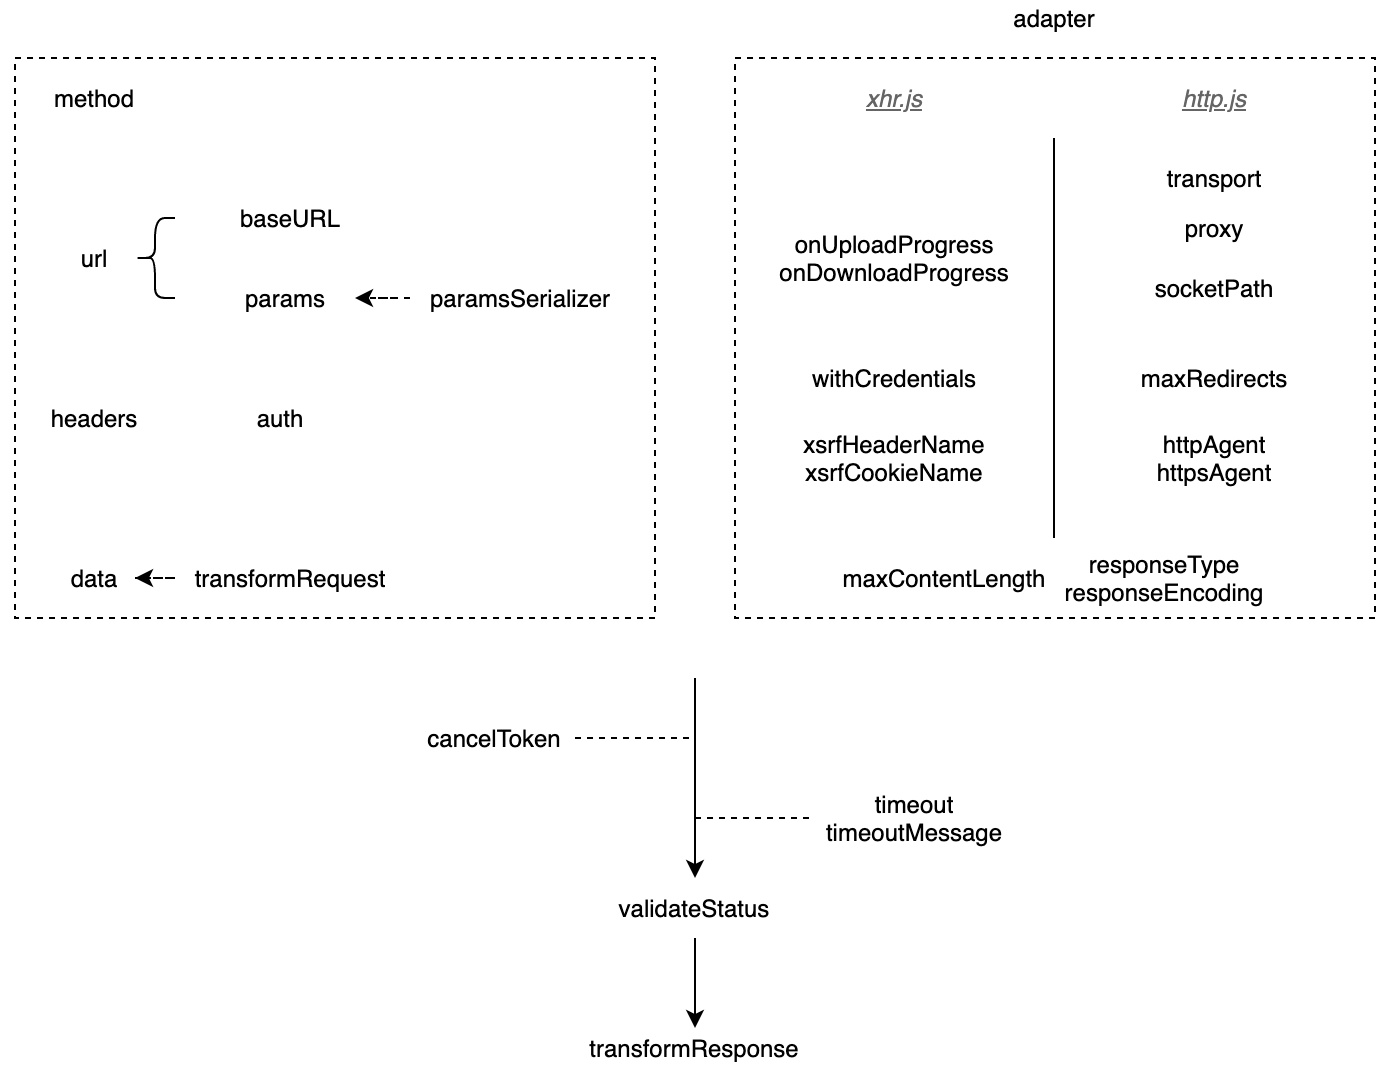 adapter
method
baseURL
url
params
paramsSerializer
headers
auth
data
transformRequest
xhr.js
http.js
onUploadProgress
onDownloadProgress
withCredentials
xsrfHeaderName
xsrfCookieName
transport
proxy
socketPath
maxRedirects
httpAgent
httpsAgent
maxContentLength
responseType
responseEncoding
cancelToken
timeout
timeoutMessage
validateStatus
transformResponse